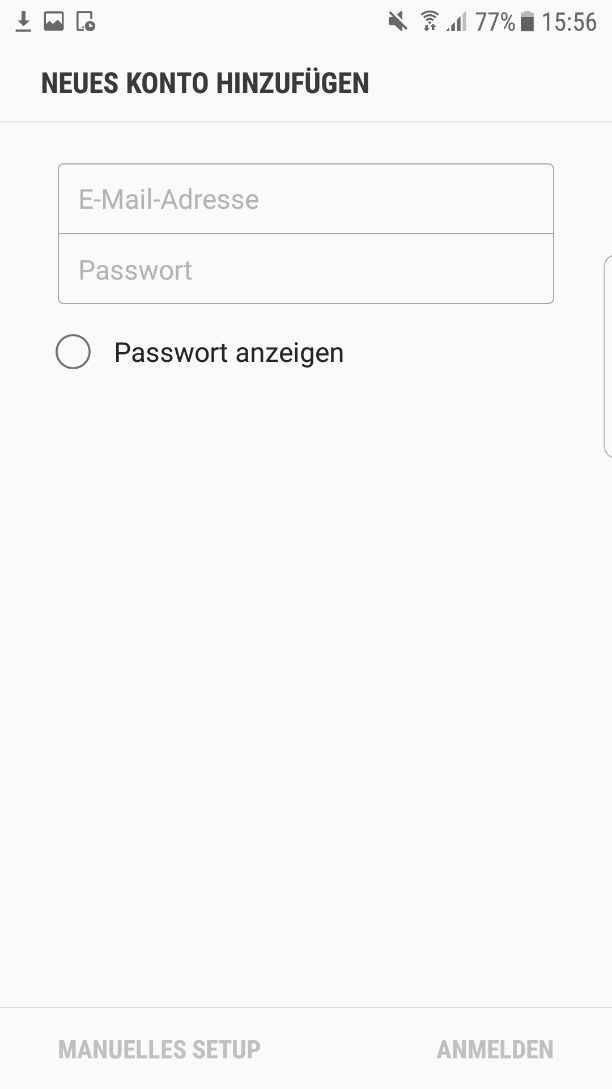 77% 15:56
NEUES KONTO HINZUFÜGEN
E-Mail-Adresse
Passwort
Passwort anzeigen
MANUELLES SETUP ANMELDEN